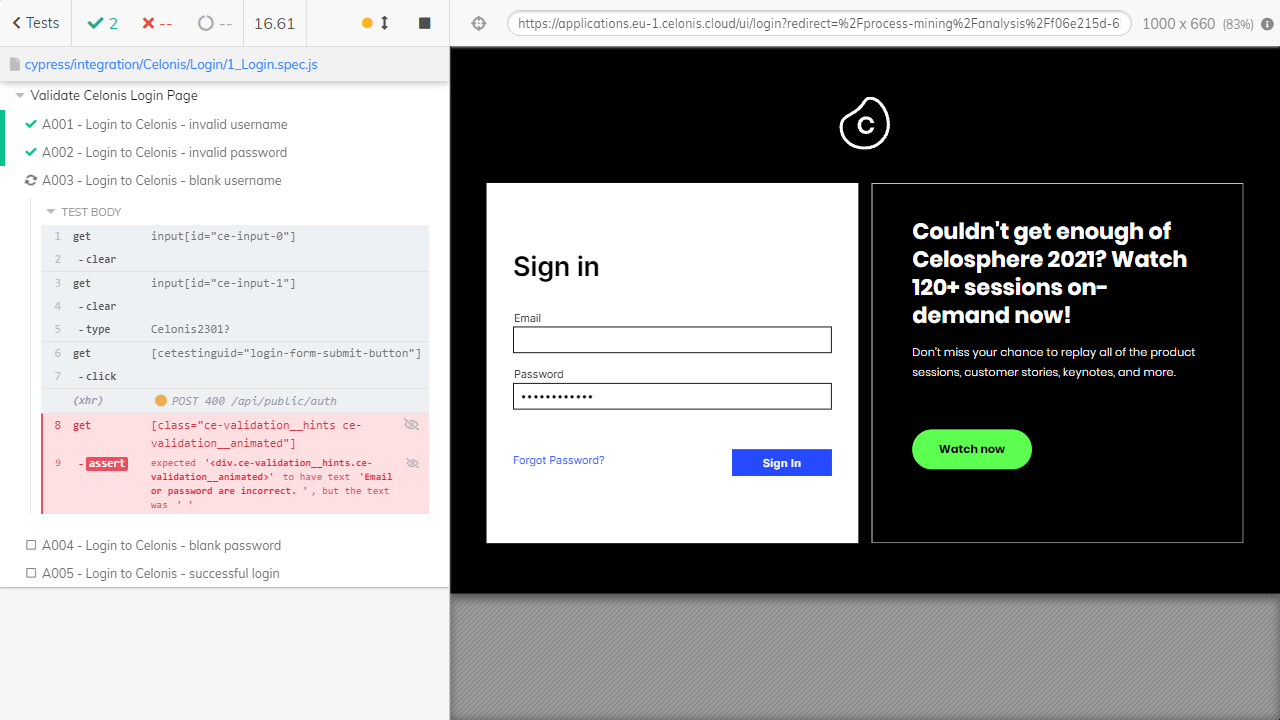 Tests 2 -- -- 16.61
https://applications.eu-1.celonis.cloud/ui/login?redirect=%2Fprocess-mining%2Fanalysis%2Ff06e215d-6 1000 x 660 (83%)
cypress/integration/Celonis/Login/1_Login.spec.js
Validate Celonis Login Page
A001 - Login to Celonis - invalid username
A002 - Login to Celonis - invalid password
A003 - Login to Celonis - blank username
TEST BODY
1 get input[id="ce-input-0"]
2 -clear
3 get input[id="ce-input-1"]
4 -clear
5 -type Celonis2301?
6 get [cetestinguid="login-form-submit-button"]
7 -click
(xhr) POST 400 /api/public/auth
8 get [class="ce-validation__hints ce-
validation__animated"]
9 -assert expected '<div.ce-validation__hints.ce-
validation__animated>' to have text 'Email
or password are incorrect. ', but the text
was ' '
A004 - Login to Celonis - blank password
A005 - Login to Celonis - successful login
C
Sign in
Email
Password
••••••••••••
Forgot Password?
Sign In
Couldn't get enough of
Celosphere 2021? Watch
120+ sessions on-
demand now!
Don't miss your chance to replay all of the product
sessions, customer stories, keynotes, and more.
Watch now